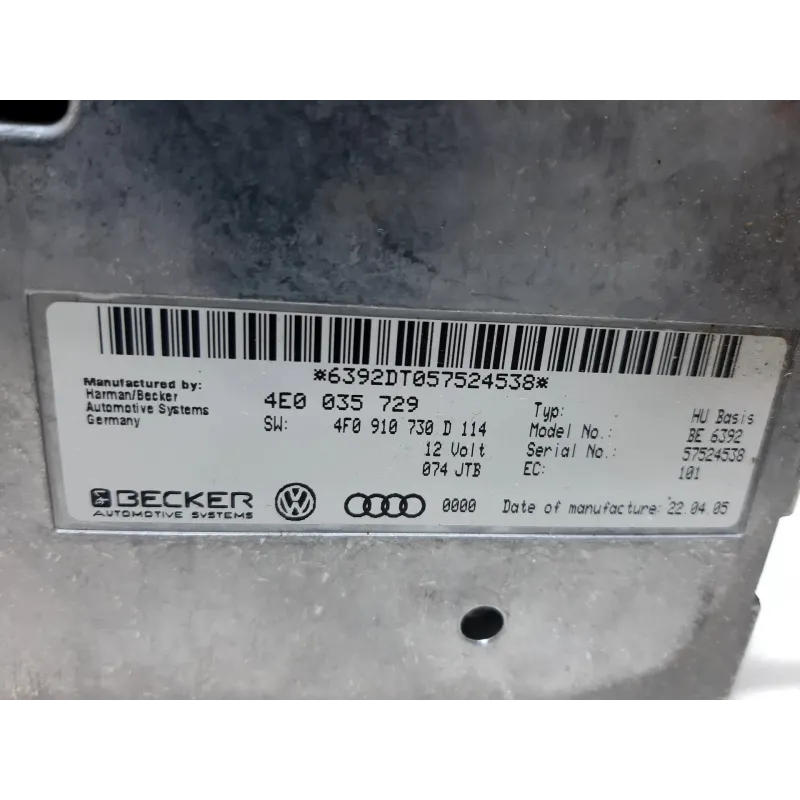 *6392DT057524538*
Manufactured by:
Harman/Becker
Automotive Systems
Germany
4E0 035 729
SW: 4F0 910 730 D 114
12 Volt
074 JTB
Typ: HU Basis
Model No.: BE 6392
Serial No.: 57524538
EC: 101
BECKER
AUTOMOTIVE SYSTEMS
VW
0000
Date of manufacture: 22.04.05